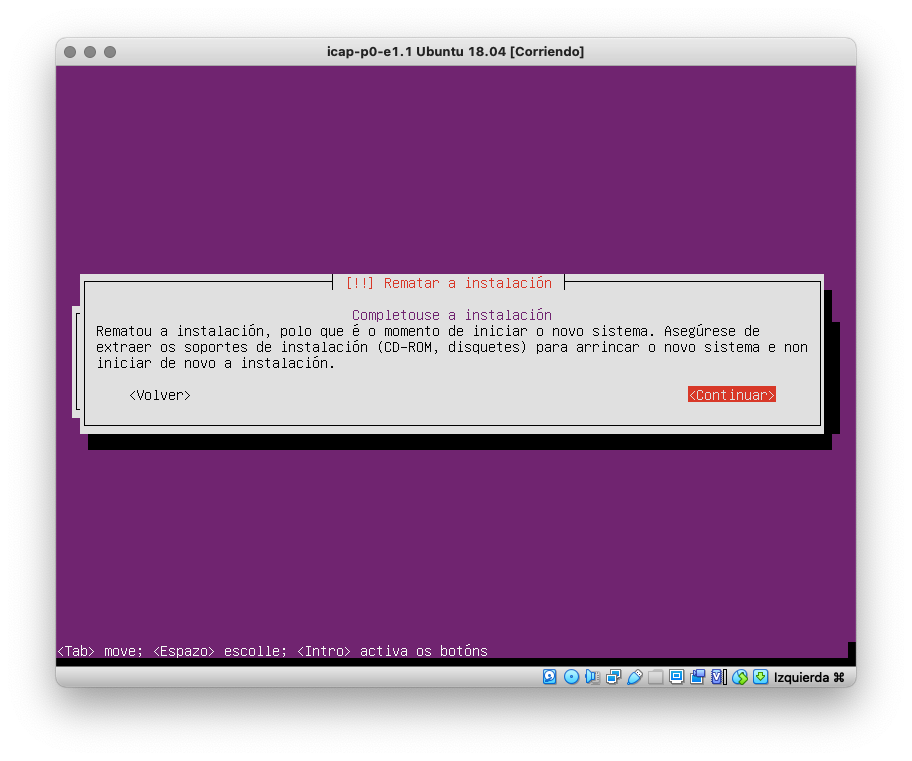 icap-p0-e1.1 Ubuntu 18.04 [Corriendo]
[!!] Rematar a instalación
Completouse a instalación
Rematou a instalación, polo que é o momento de iniciar o novo sistema. Asegúrese de
extraer os soportes de instalación (CD-ROM, disquetes) para arrincar o novo sistema e non
iniciar de novo a instalación.
<Volver> <Continuar>
<Tab> move; <Espazo> escolle; <Intro> activa os botóns
Izquierda ⌘